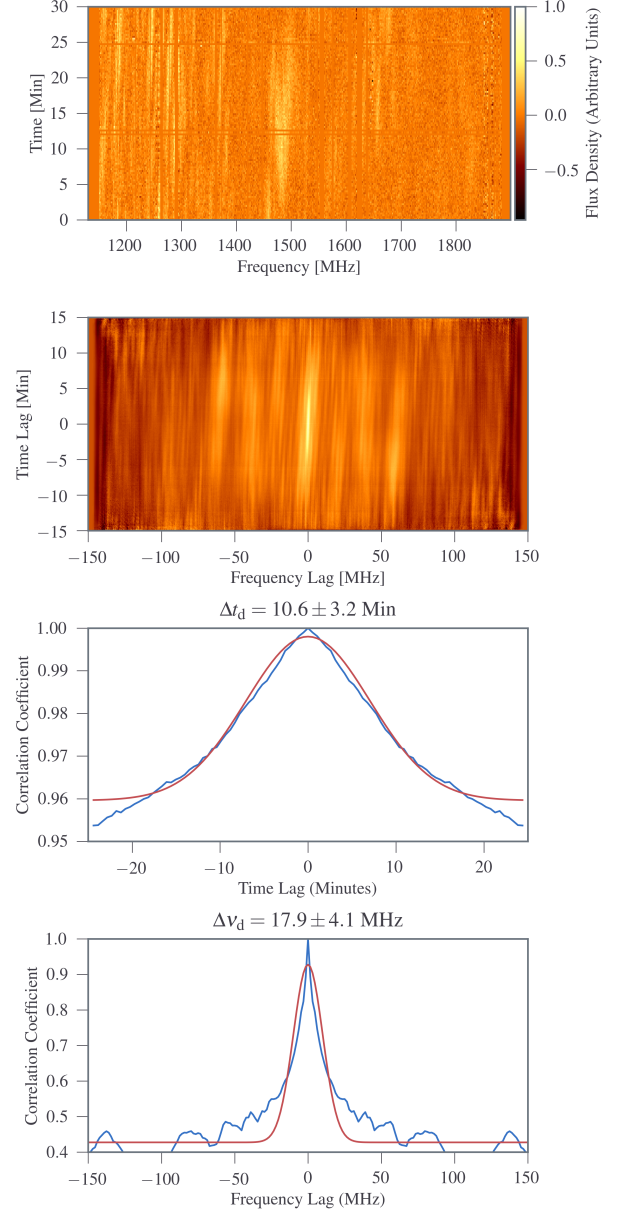 30
25
20
15
10
5
0
Time [Min]
1200 1300 1400 1500 1600 1700 1800
Frequency [MHz]
1.0
0.5
0.0
−0.5
Flux Density (Arbitrary Units)
15
10
5
0
−5
−10
−15
Time Lag [Min]
−150 −100 −50 0 50 100 150
Frequency Lag [MHz]
Δt_d = 10.6 ± 3.2 Min
1.00
0.99
0.98
0.97
0.96
0.95
Correlation Coefficient
−20 −10 0 10 20
Time Lag (Minutes)
Δν_d = 17.9 ± 4.1 MHz
1.0
0.9
0.8
0.7
0.6
0.5
0.4
Correlation Coefficient
−150 −100 −50 0 50 100 150
Frequency Lag (MHz)